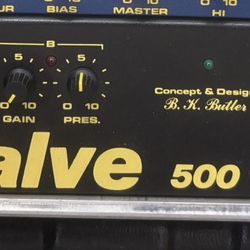 UR BIAS MASTER HI
B
5 5
0 10 0 10
GAIN PRES.
Concept & Design
B. K. Butler
alve 500